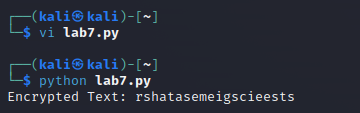 ┌──(kali㉿kali)-[~]
└─$ vi lab7.py
┌──(kali㉿kali)-[~]
└─$ python lab7.py
Encrypted Text: rshatasemeigscieests